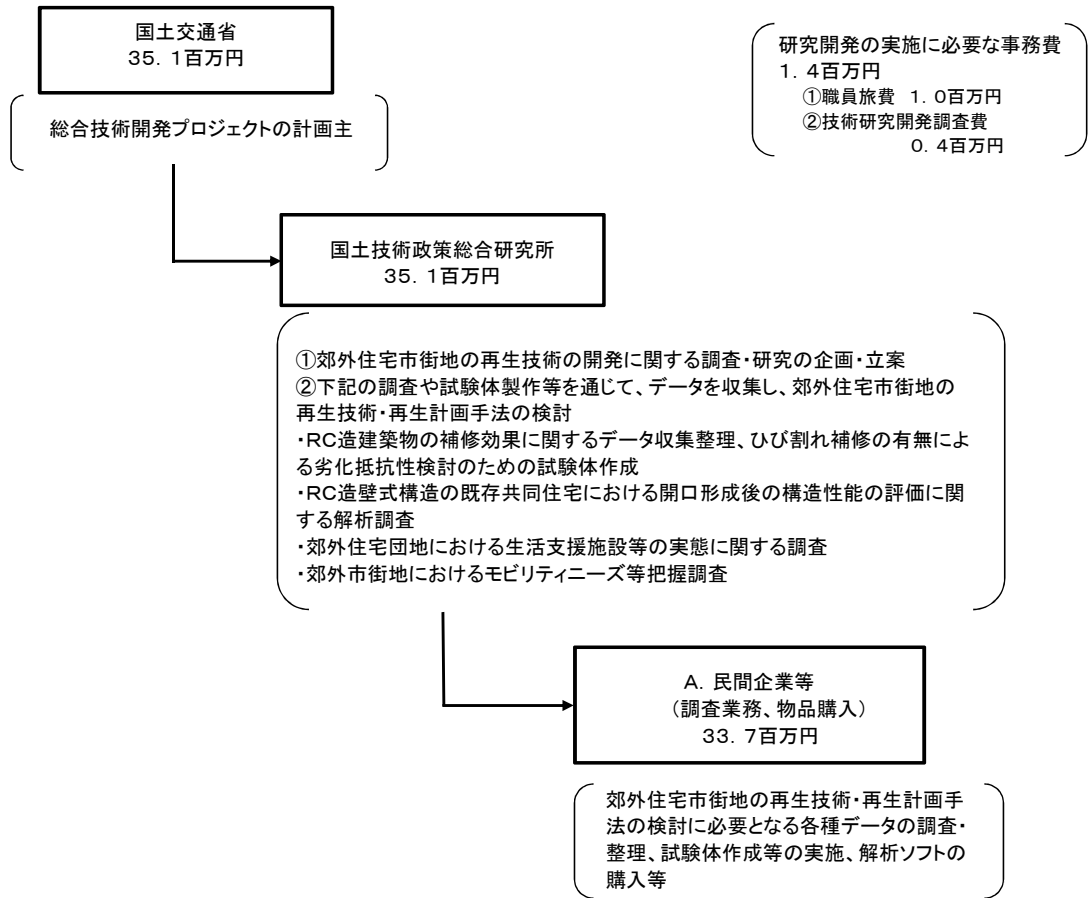 国土交通省
35．1百万円
総合技術開発プロジェクトの計画主
研究開発の実施に必要な事務費
1．4百万円
①職員旅費　1．0百万円
②技術研究開発調査費
0．4百万円
国土技術政策総合研究所
35．1百万円
①郊外住宅市街地の再生技術の開発に関する調査・研究の企画・立案
②下記の調査や試験体製作等を通じて、データを収集し、郊外住宅市街地の
再生技術・再生計画手法の検討
・RC造建築物の補修効果に関するデータ収集整理、ひび割れ補修の有無によ
る劣化抵抗性検討のための試験体作成
・RC造壁式構造の既存共同住宅における開口形成後の構造性能の評価に関
する解析調査
・郊外住宅団地における生活支援施設等の実態に関する調査
・郊外市街地におけるモビリティニーズ等把握調査
A．民間企業等
（調査業務、物品購入）
33．7百万円
郊外住宅市街地の再生技術・再生計画手
法の検討に必要となる各種データの調査・
整理、試験体作成等の実施、解析ソフトの
購入等